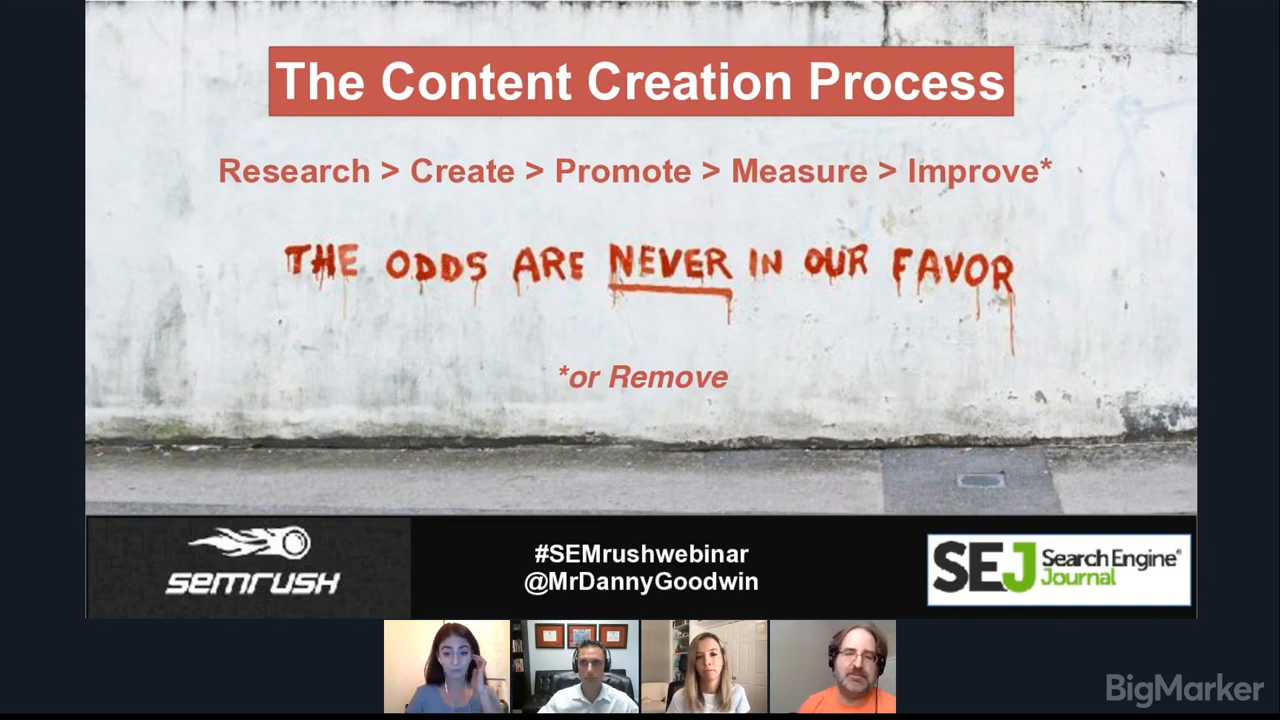 The Content Creation Process
Research > Create > Promote > Measure > Improve*
THE ODDS ARE NEVER IN OUR FAVOR
*or Remove
semrush
#SEMrushwebinar
@MrDannyGoodwin
SEJ Search Engine®
Journal
BigMarker